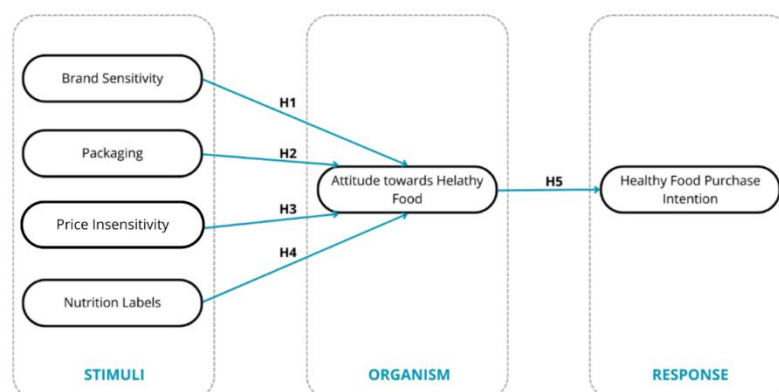 Brand Sensitivity
H1
Packaging
H2
Attitude towards Helathy
Food
H5
Healthy Food Purchase
Intention
Price Insensitivity
H3
H4
Nutrition Labels
STIMULI
ORGANISM
RESPONSE